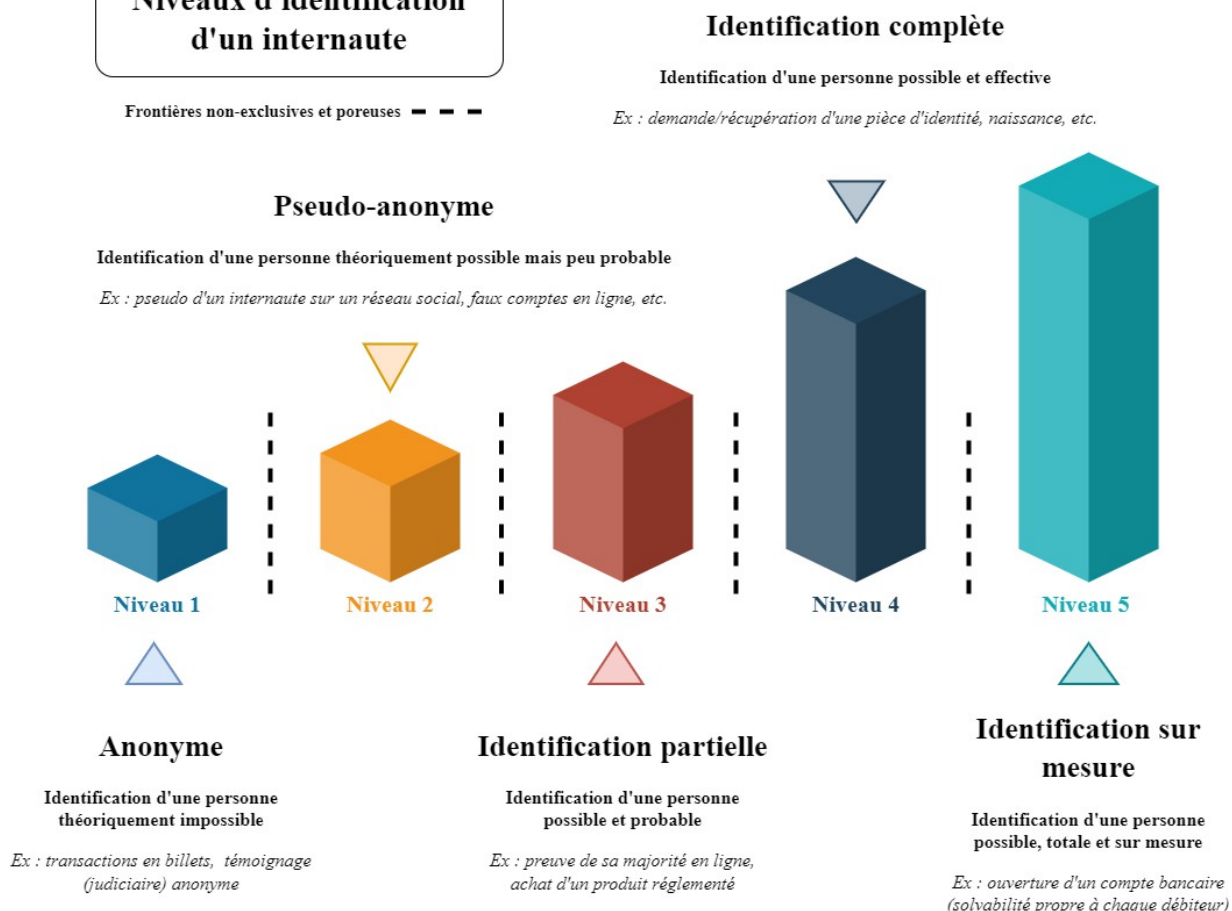 Niveaux d'identification
d'un internaute
Frontières non-exclusives et poreuses
Identification complète
Identification d'une personne possible et effective
Ex : demande/récupération d'une pièce d'identité, naissance, etc.
Pseudo-anonyme
Identification d'une personne théoriquement possible mais peu probable
Ex : pseudo d'un internaute sur un réseau social, faux comptes en ligne, etc.
Niveau 1
Niveau 2
Niveau 3
Niveau 4
Niveau 5
Anonyme
Identification d'une personne
théoriquement impossible
Ex : transactions en billets, témoignage
(judiciaire) anonyme
Identification partielle
Identification d'une personne
possible et probable
Ex : preuve de sa majorité en ligne,
achat d'un produit réglementé
Identification sur
mesure
Identification d'une personne
possible, totale et sur mesure
Ex : ouverture d'un compte bancaire
(solvabilité propre à chaque débiteur)